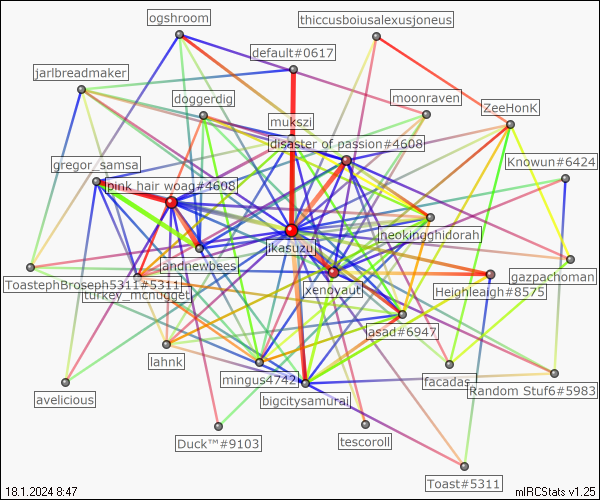 ogshroom
thiccusboiusalexusjoneus
default#0617
jarlbreadmaker
doggerdig
moonraven
ZeeHonK
mukszi
disaster of passion#4608
gregor_samsa
Knowun#6424
pink hair woag#4608
neokingghidorah
jkasuzu
andnewbees
gazpachoman
ToastephBroseph5311#5311
turkey_mcnugget
xenoyaut
Heighleigh#8575
asad#6947
lahnk
mingus4742
facadas
Random Stuf6#5983
avelicious
bigcitysamurai
Duck™#9103
tescoroll
Toast#5311
18.1.2024 8:47
mIRCStats v1.25